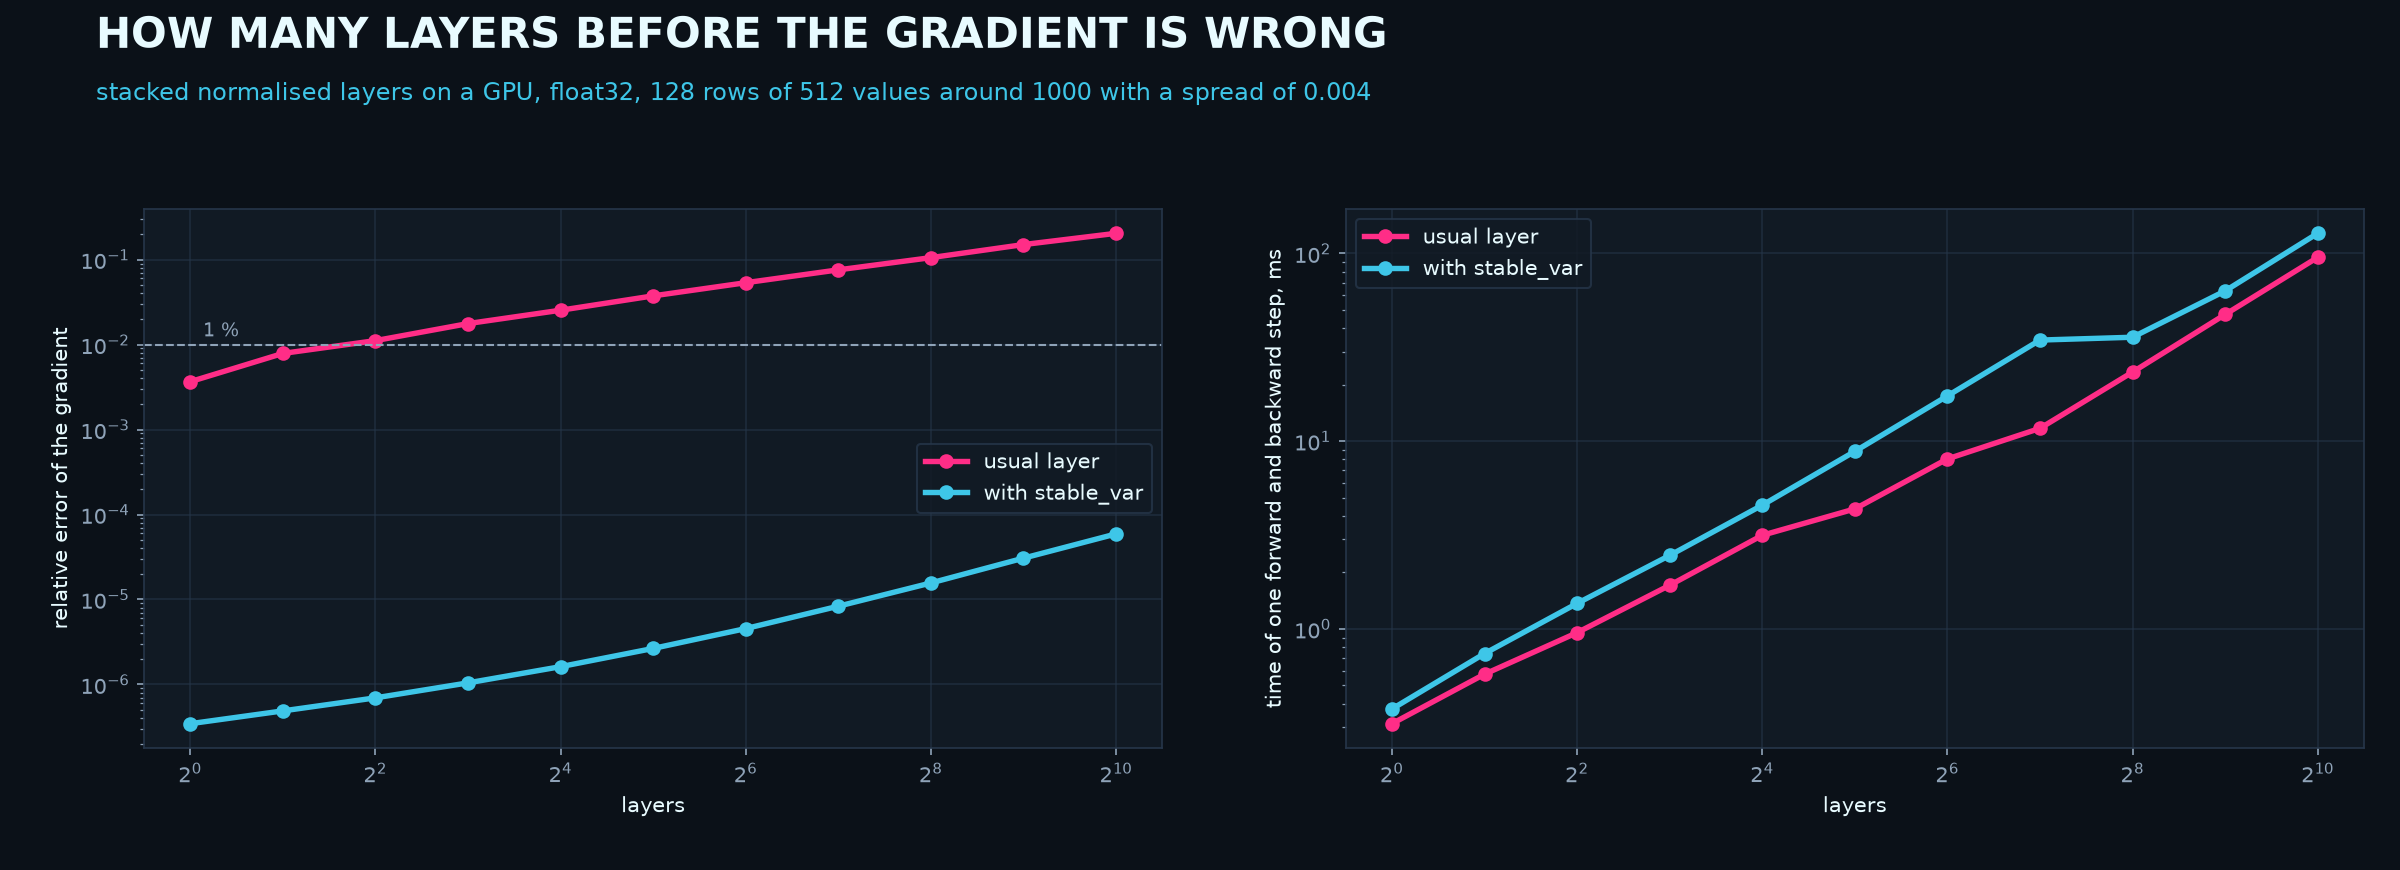 HOW MANY LAYERS BEFORE THE GRADIENT IS WRONG
stacked normalised layers on a GPU, float32, 128 rows of 512 values around 1000 with a spread of 0.004
relative error of the gradient
10⁻¹
10⁻²
10⁻³
10⁻⁴
10⁻⁵
10⁻⁶
1 %
usual layer
with stable_var
2⁰ 2² 2⁴ 2⁶ 2⁸ 2¹⁰
layers
time of one forward and backward step, ms
10²
10¹
10⁰
usual layer
with stable_var
2⁰ 2² 2⁴ 2⁶ 2⁸ 2¹⁰
layers